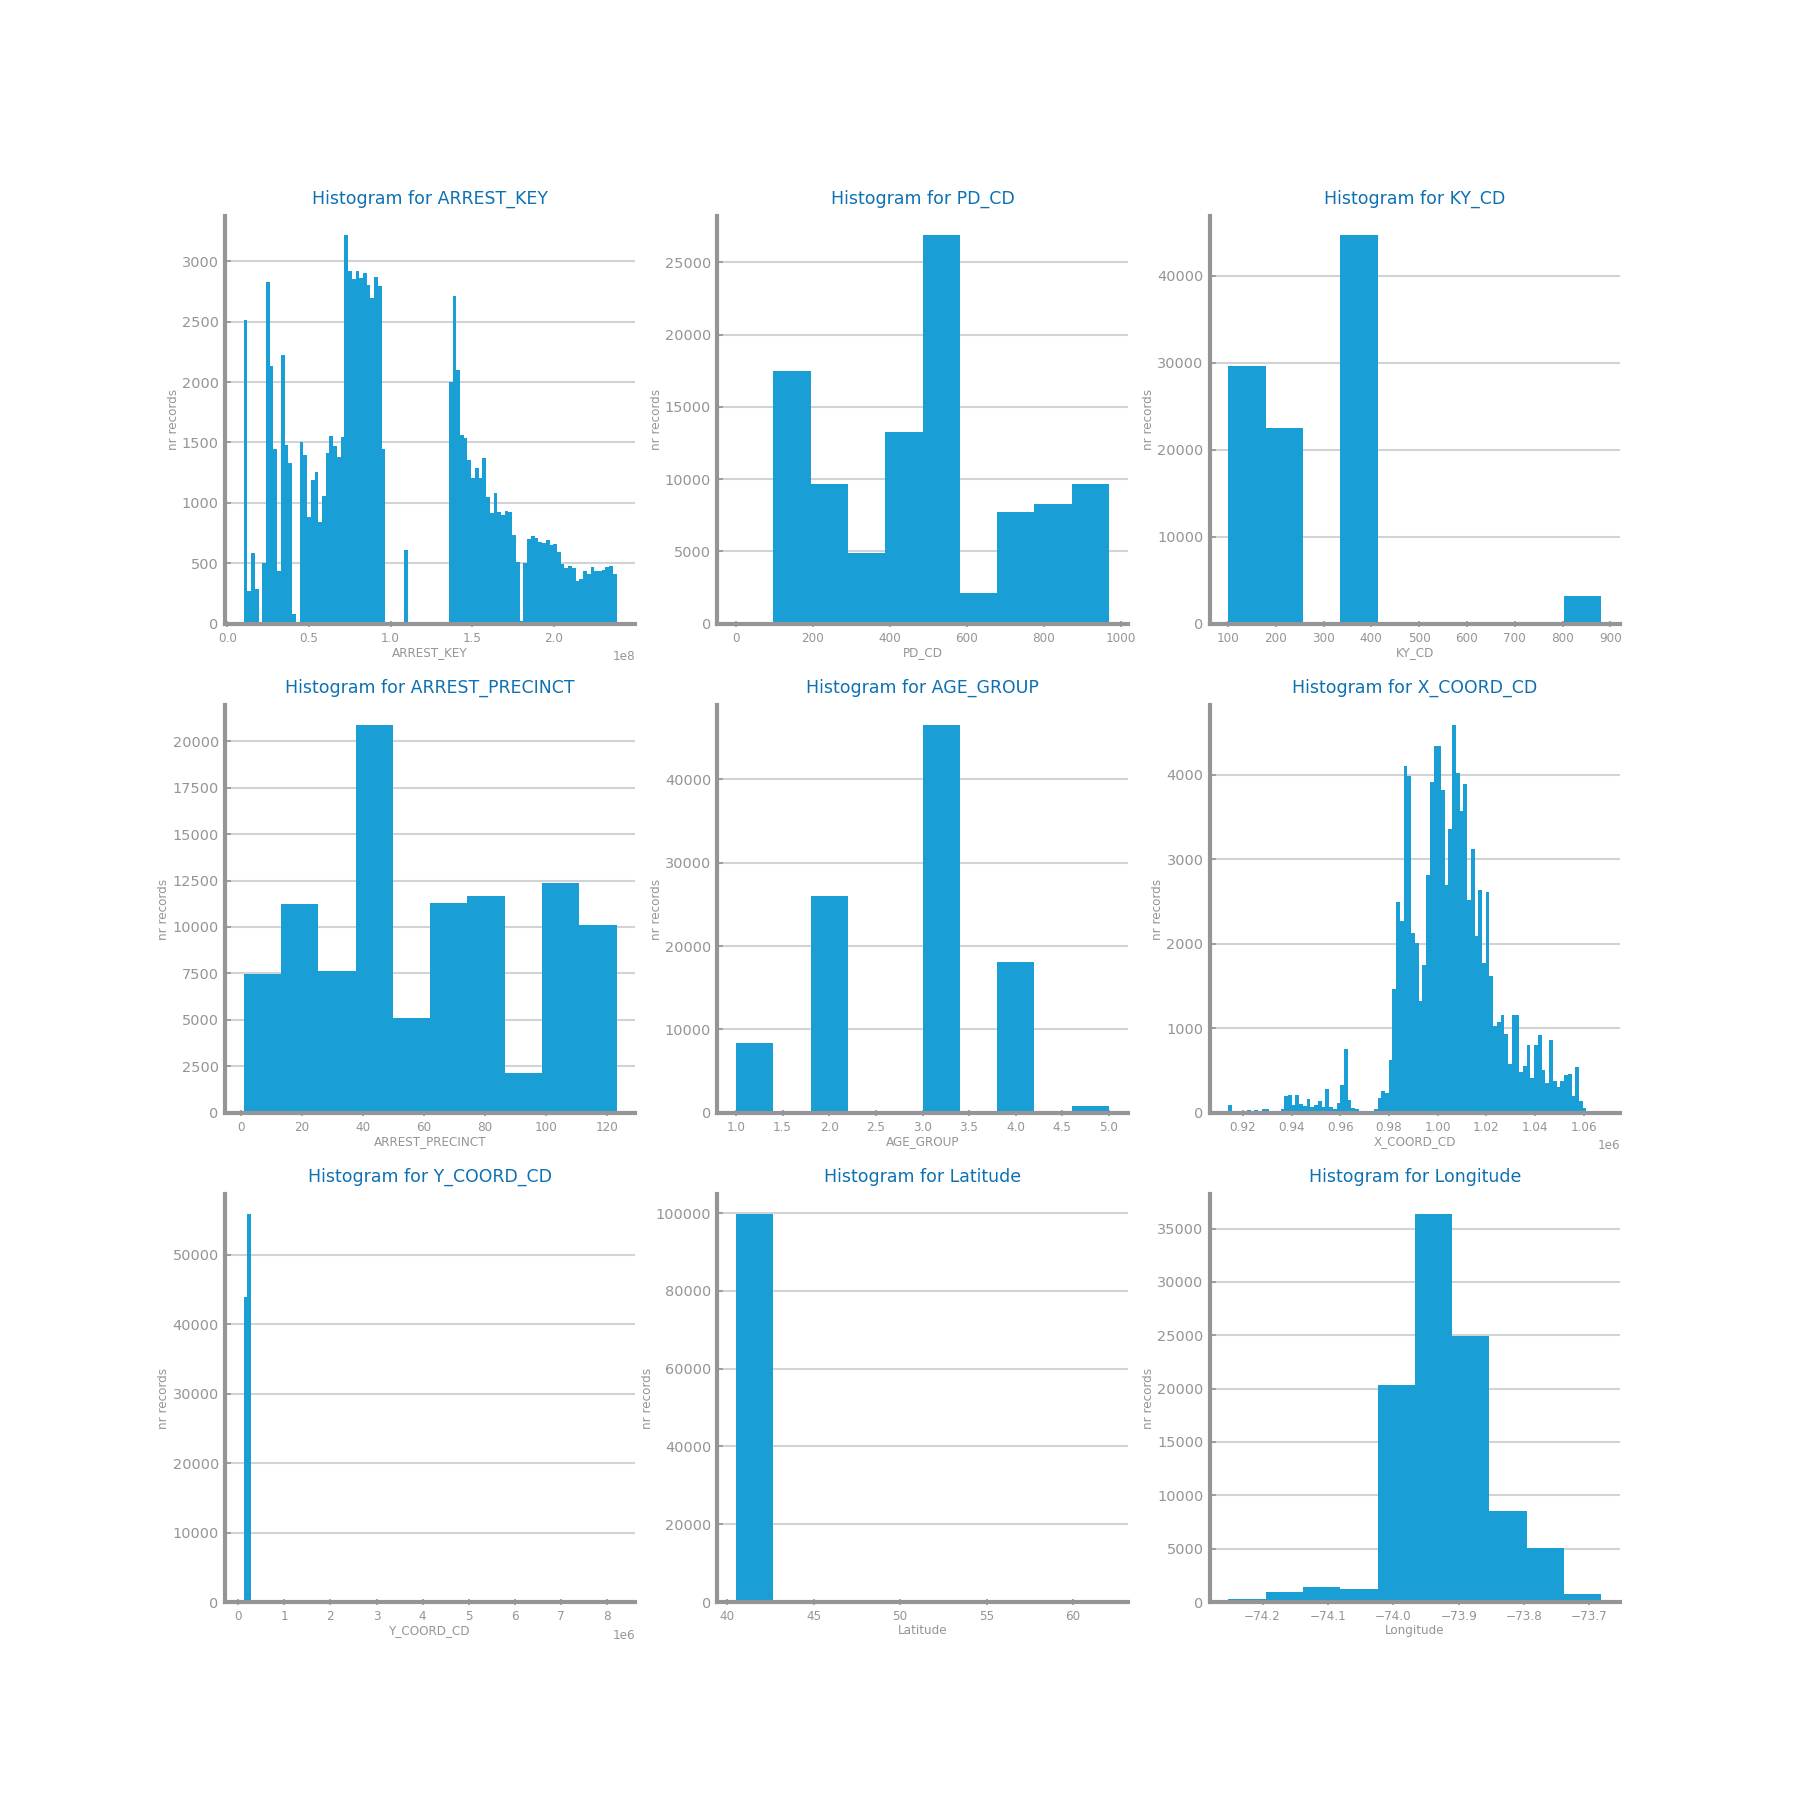 Histogram for ARREST_KEY
nr records
3000
2500
2000
1500
1000
500
0
0.0 0.5 1.0 1.5 2.0
ARREST_KEY
1e8
Histogram for PD_CD
nr records
25000
20000
15000
10000
5000
0
0 200 400 600 800 1000
PD_CD
Histogram for KY_CD
nr records
40000
30000
20000
10000
0
100 200 300 400 500 600 700 800 900
KY_CD
Histogram for ARREST_PRECINCT
nr records
20000
17500
15000
12500
10000
7500
5000
2500
0
0 20 40 60 80 100 120
ARREST_PRECINCT
Histogram for AGE_GROUP
nr records
40000
30000
20000
10000
0
1.0 1.5 2.0 2.5 3.0 3.5 4.0 4.5 5.0
AGE_GROUP
Histogram for X_COORD_CD
nr records
4000
3000
2000
1000
0
0.92 0.94 0.96 0.98 1.00 1.02 1.04 1.06
X_COORD_CD
1e6
Histogram for Y_COORD_CD
nr records
50000
40000
30000
20000
10000
0
0 1 2 3 4 5 6 7 8
Y_COORD_CD
1e6
Histogram for Latitude
nr records
100000
80000
60000
40000
20000
0
40 45 50 55 60
Latitude
Histogram for Longitude
nr records
35000
30000
25000
20000
15000
10000
5000
0
−74.2 −74.1 −74.0 −73.9 −73.8 −73.7
Longitude